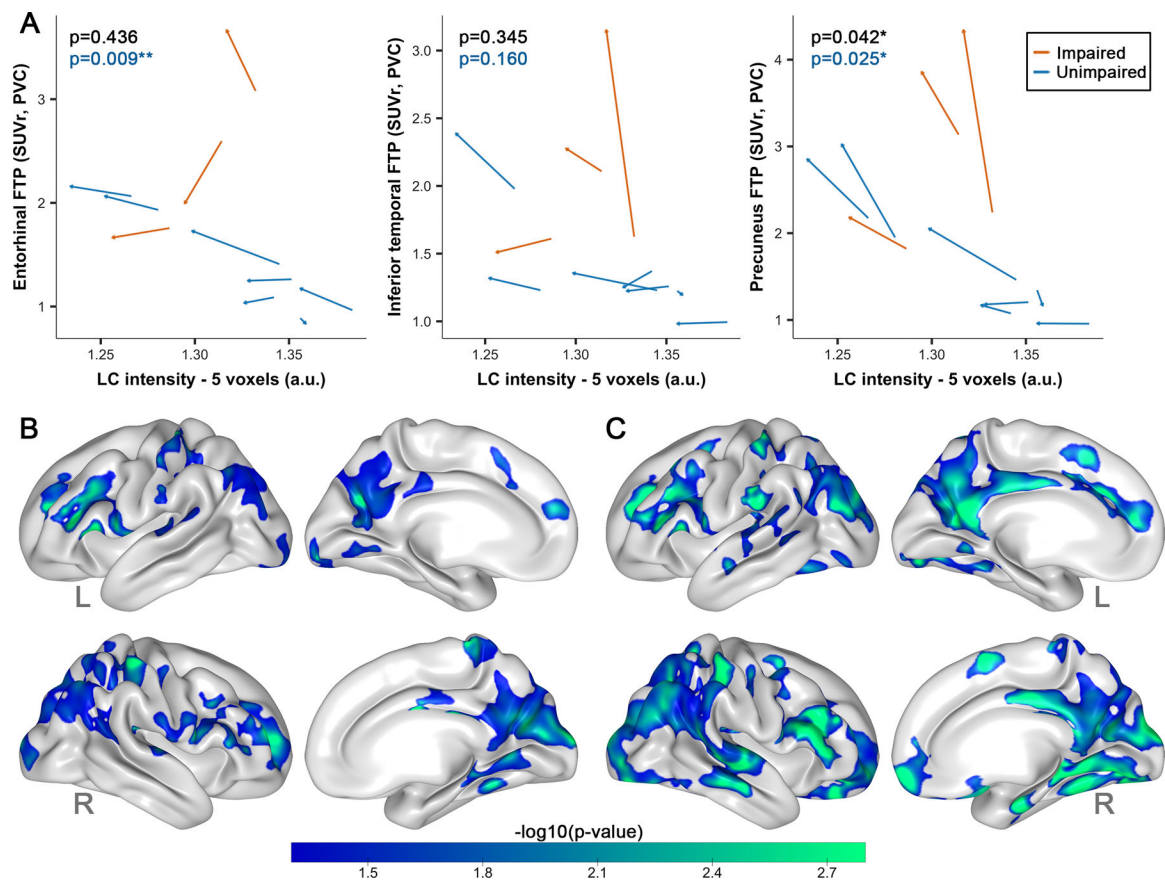 A
p=0.436
p=0.009**
Entorhinal FTP (SUVr, PVC)
3
2
1
1.25
1.30
1.35
LC intensity - 5 voxels (a.u.)
p=0.345
p=0.160
Inferior temporal FTP (SUVr, PVC)
3.0
2.5
2.0
1.5
1.0
1.25
1.30
1.35
LC intensity - 5 voxels (a.u.)
p=0.042*
p=0.025*
Precuneus FTP (SUVr, PVC)
4
3
2
1
1.25
1.30
1.35
LC intensity - 5 voxels (a.u.)
Impaired
Unimpaired
B
L
R
C
L
R
-log10(p-value)
1.5
1.8
2.1
2.4
2.7